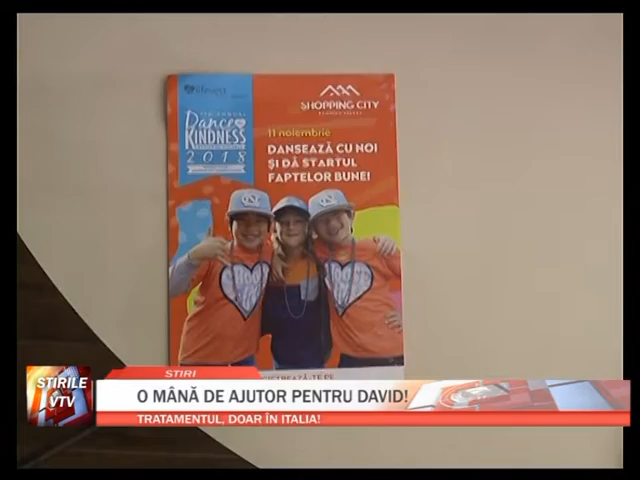 lifevest
SHOPPING CITY
Dance
KINDNESS
2018
11 noiembrie
DANSEAZĂ CU NOI
ȘI DĂ STARTUL
FAPTELOR BUNE!
STIRILE
VTV
STIRI
O MÂNĂ DE AJUTOR PENTRU DAVID!
TRATAMENTUL, DOAR ÎN ITALIA!